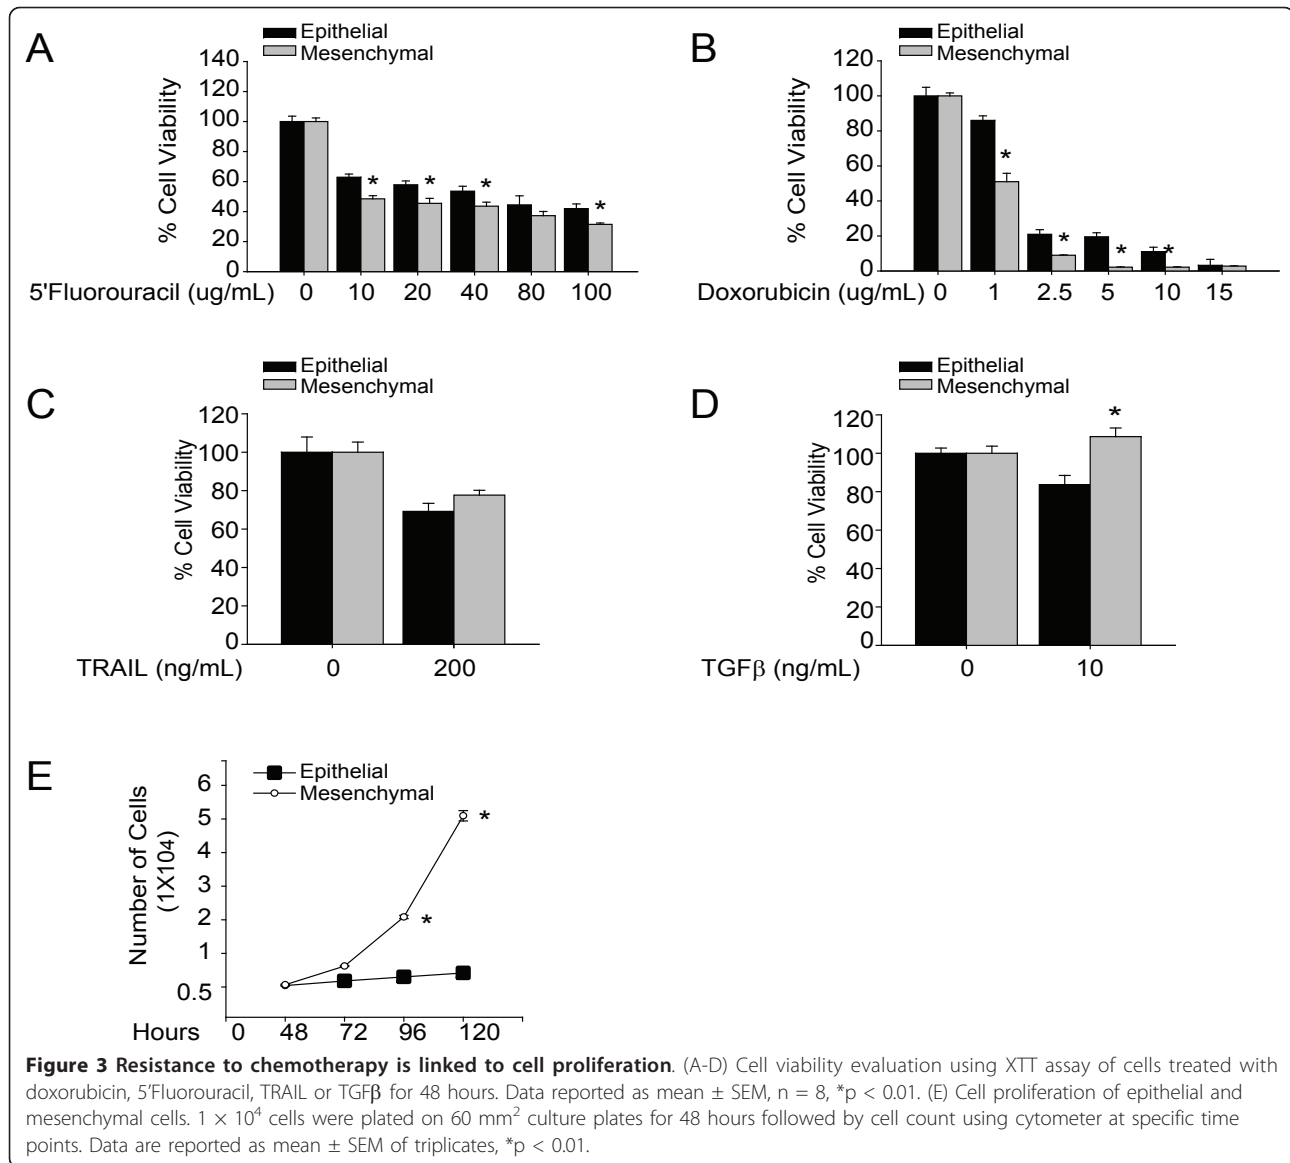 A
Epithelial
Mesenchymal
% Cell Viability
140
120
100
80
60
40
20
0
* * * *
5'Fluorouracil (ug/mL) 0 10 20 40 80 100
B
Epithelial
Mesenchymal
% Cell Viability
120
100
80
60
40
20
0
* * * *
Doxorubicin (ug/mL) 0 1 2.5 5 10 15
C
Epithelial
Mesenchymal
% Cell Viability
120
100
80
60
40
20
0
TRAIL (ng/mL) 0 200
D
Epithelial
Mesenchymal
% Cell Viability
120
100
80
60
40
20
0
*
TGFβ (ng/mL) 0 10
E
Epithelial
Mesenchymal
Number of Cells
(1X104)
6
5
4
3
2
1
0.5
*
*
Hours 0 48 72 96 120
Figure 3 Resistance to chemotherapy is linked to cell proliferation. (A-D) Cell viability evaluation using XTT assay of cells treated with
doxorubicin, 5'Fluorouracil, TRAIL or TGFβ for 48 hours. Data reported as mean ± SEM, n = 8, *p < 0.01. (E) Cell proliferation of epithelial and
mesenchymal cells. 1 × 10⁴ cells were plated on 60 mm² culture plates for 48 hours followed by cell count using cytometer at specific time
points. Data are reported as mean ± SEM of triplicates, *p < 0.01.